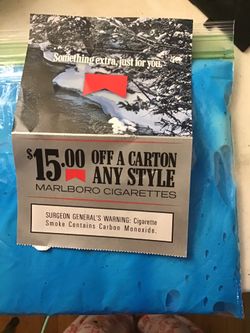 Something extra, just for you.
$15.00 OFF A CARTON
ANY STYLE
MARLBORO CIGARETTES
SURGEON GENERAL'S WARNING: Cigarette
Smoke Contains Carbon Monoxide.